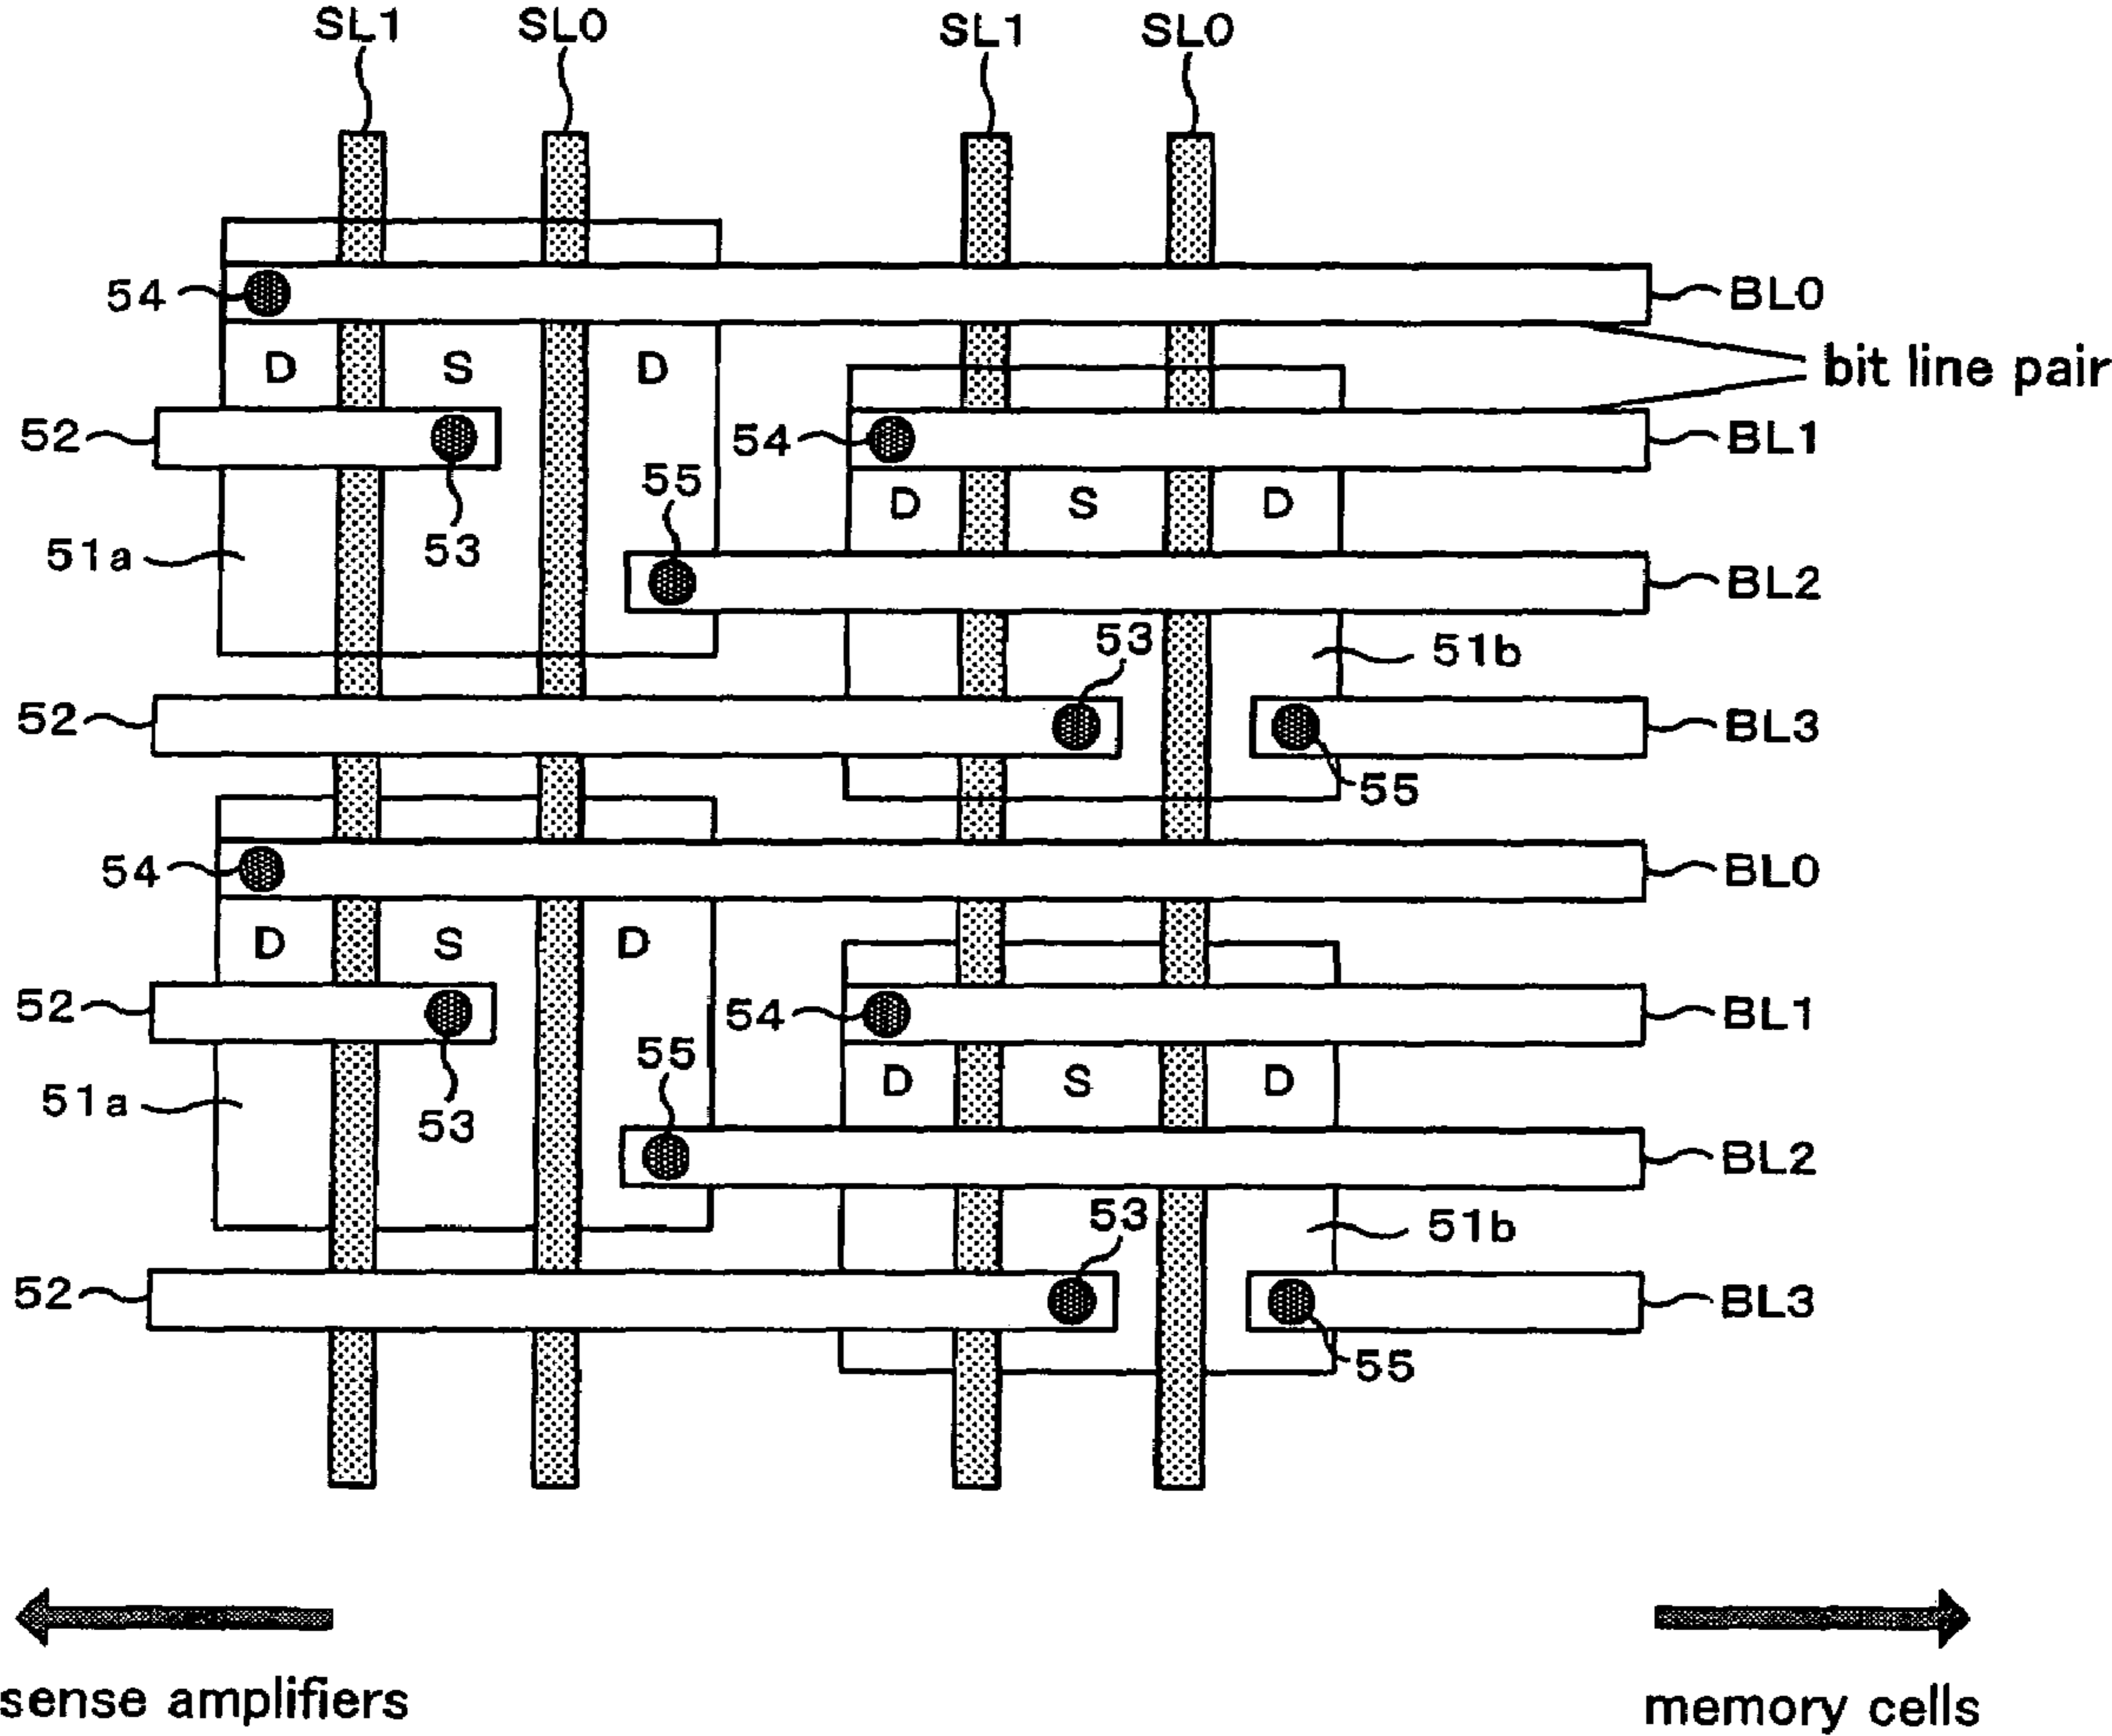 SL1 SL0 SL1 SL0
54 BL0
D S D bit line pair
52 54 BL1
55 D S D
51a 53 BL2
53 51b
52 BL3
55
54 BL0
D S D
52 54 BL1
55 D S D
51a 53 BL2
53 51b
52 BL3
55
sense amplifiers memory cells